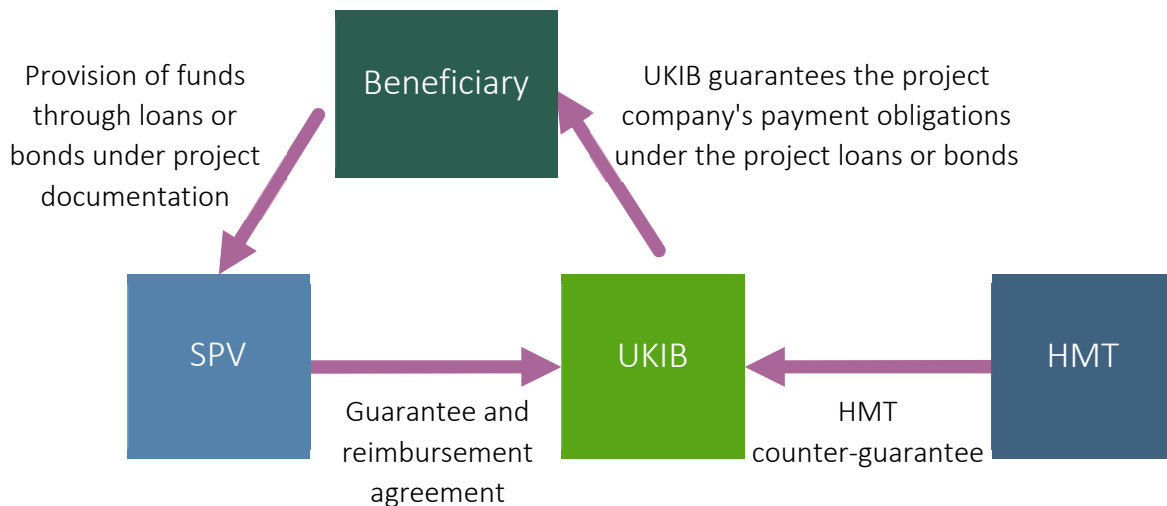 Provision of funds
through loans or
bonds under project
documentation
Beneficiary
UKIB guarantees the project
company's payment obligations
under the project loans or bonds
SPV
UKIB
HMT
Guarantee and
reimbursement
agreement
HMT
counter-guarantee